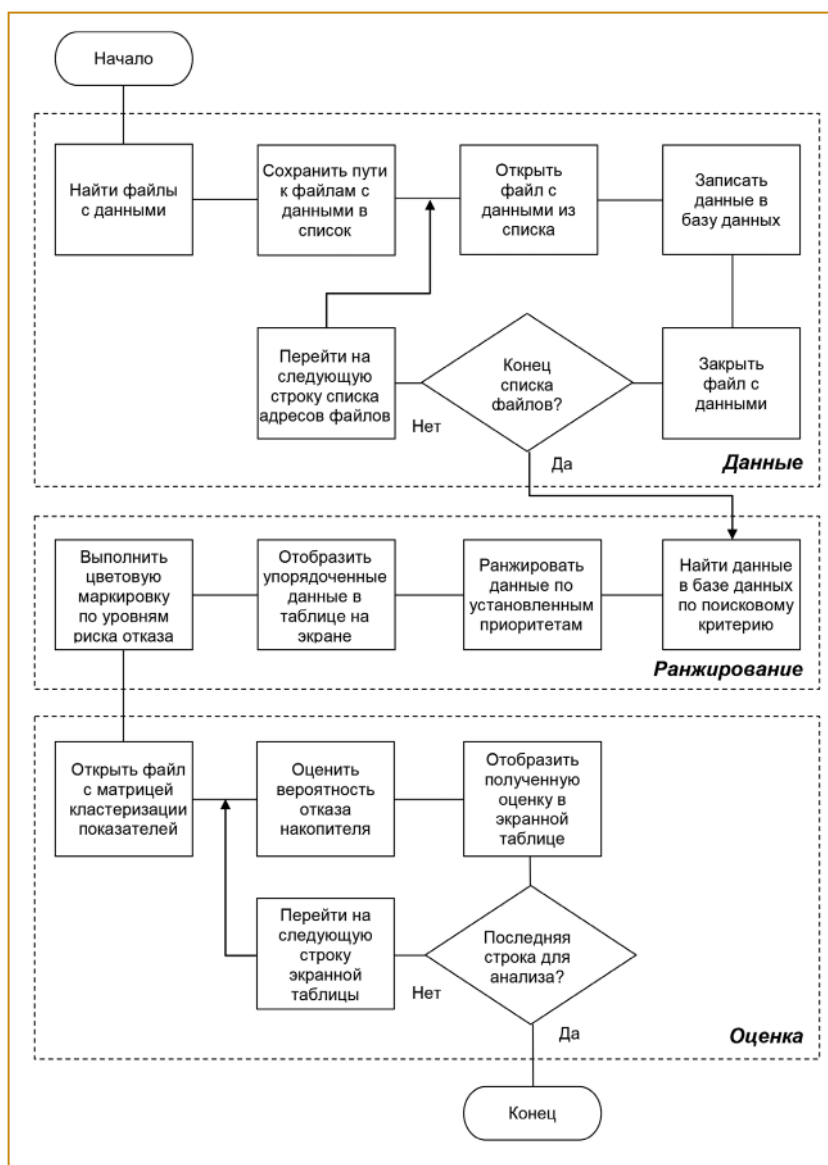 Начало
Найти файлы
с данными
Сохранить пути
к файлам с
данными в
список
Открыть
файл с
данными из
списка
Записать
данные в
базу данных
Перейти на
следующую
строку списка
адресов файлов
Конец
списка
файлов?
Закрыть
файл с
данными
Нет
Да
Данные
Выполнить
цветовую
маркировку
по уровням
риска отказа
Отобразить
упорядоченные
данные в
таблице на
экране
Ранжировать
данные по
установленным
приоритетам
Найти данные
в базе данных
по поисковому
критерию
Ранжирование
Открыть файл
с матрицей
кластеризации
показателей
Оценить
вероятность
отказа
накопителя
Отобразить
полученную
оценку в
экранной
таблице
Перейти на
следующую
строку
экранной
таблицы
Последняя
строка для
анализа?
Нет
Да
Оценка
Конец